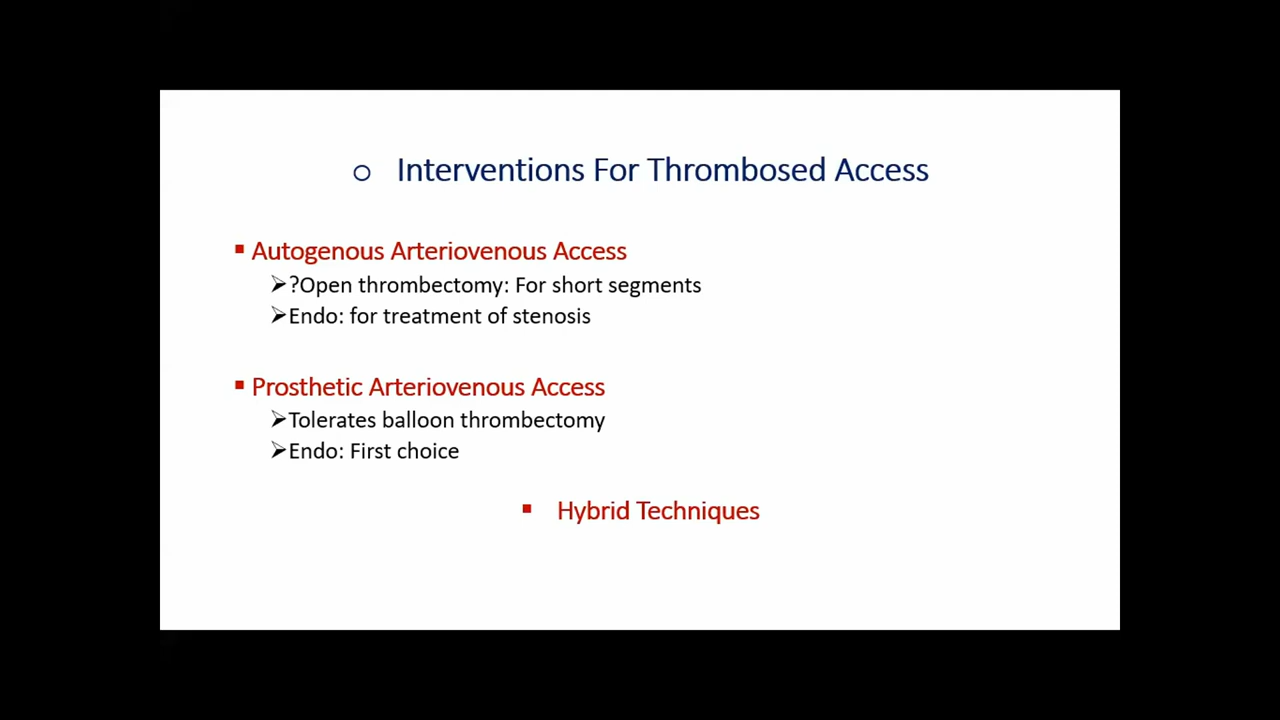 o Interventions For Thrombosed Access
▪ Autogenous Arteriovenous Access
➢?Open thrombectomy: For short segments
➢Endo: for treatment of stenosis
▪ Prosthetic Arteriovenous Access
➢Tolerates balloon thrombectomy
➢Endo: First choice
▪ Hybrid Techniques